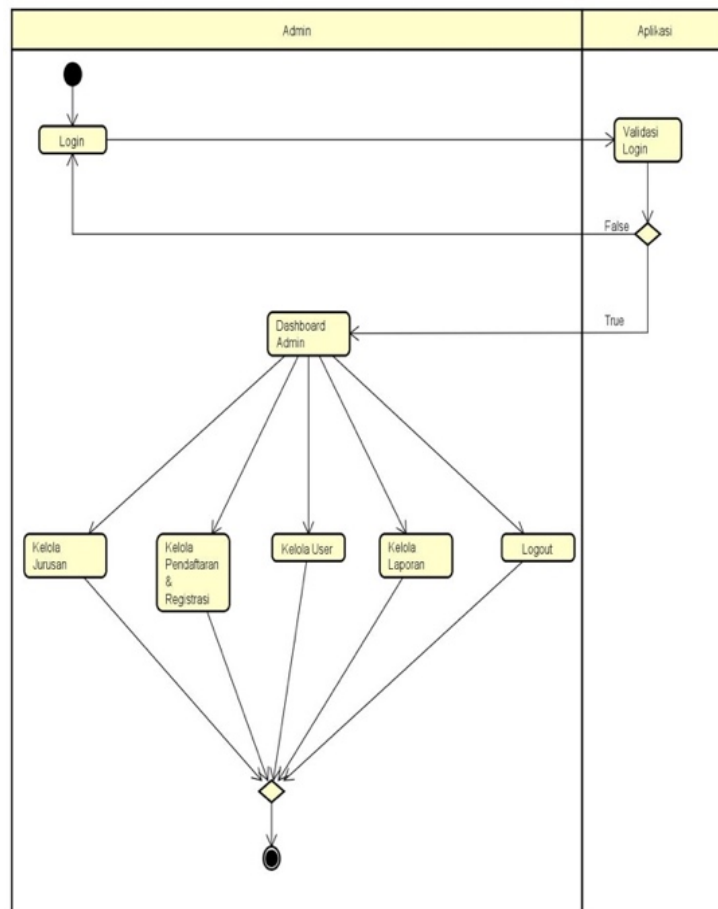 Admin
Aplikasi
Login
Validasi
Login
False
True
Dashboard
Admin
Kelola
Jurusan
Kelola
Pendaftaran
&
Registrasi
Kelola User
Kelola
Laporan
Logout